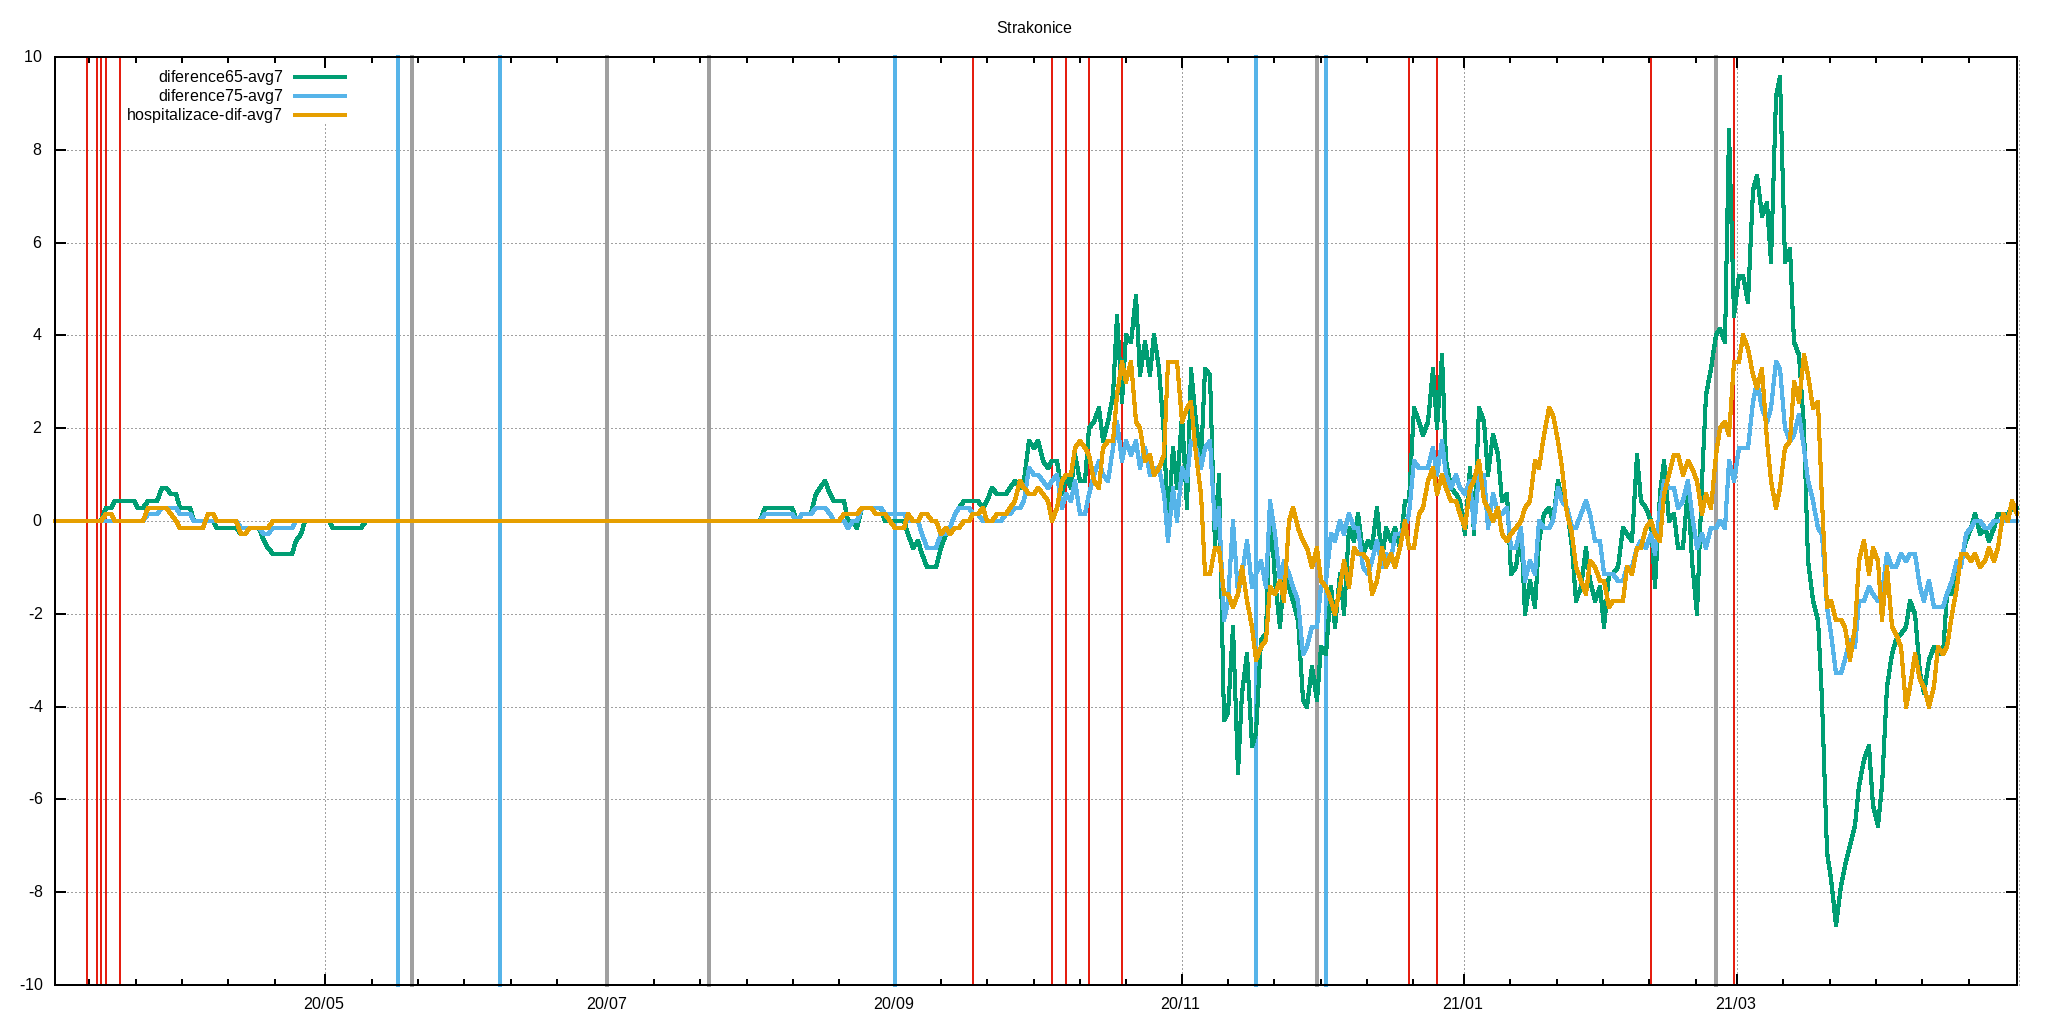 Strakonice
10
diference65-avg7
diference75-avg7
hospitalizace-dif-avg7
8
6
4
2
0
-2
-4
-6
-8
-10
20/05 20/07 20/09 20/11 21/01 21/03